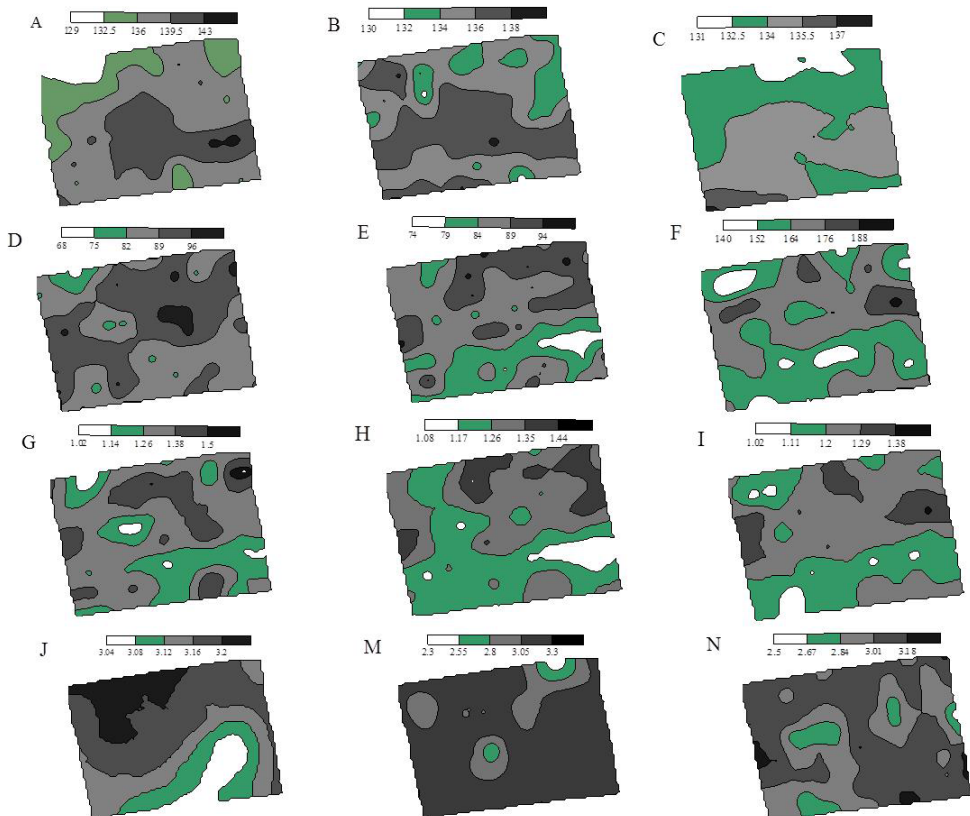 A
129 132.5 136 139.5 143
B
130 132 134 136 138
C
131 132.5 134 135.5 137
D
68 75 82 89 96
E
74 79 84 89 94
F
140 152 164 176 188
G
1.02 1.14 1.26 1.38 1.5
H
1.08 1.17 1.26 1.35 1.44
I
1.02 1.11 1.2 1.29 1.38
J
3.04 3.08 3.12 3.16 3.2
M
2.3 2.55 2.8 3.05 3.3
N
2.5 2.67 2.84 3.01 3.18